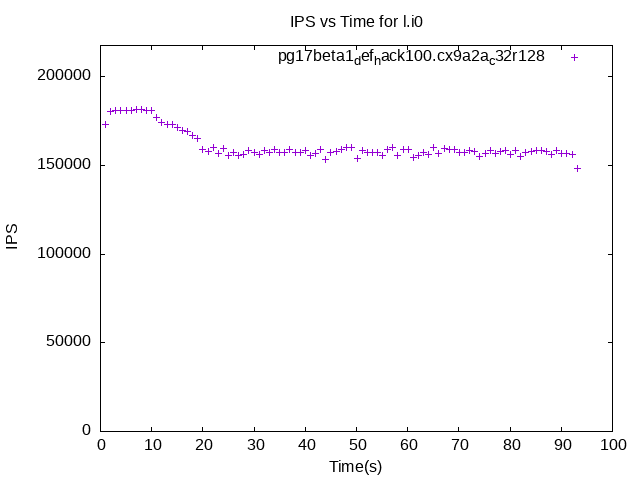 IPS vs Time for l.i0
pg17beta1def_hack100.cx9a2a_c32r128
200000
150000
100000
50000
0
IPS
0 10 20 30 40 50 60 70 80 90 100
Time(s)